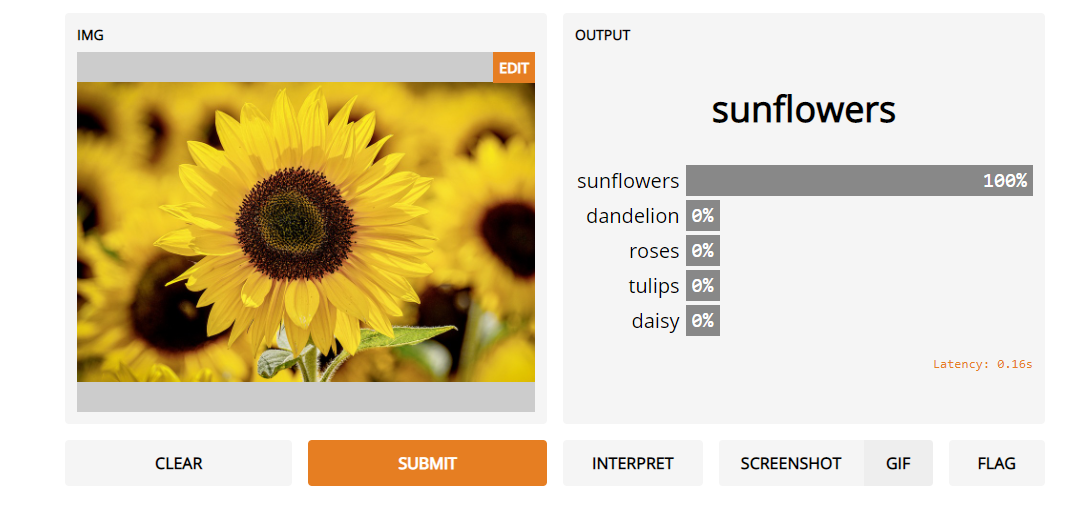 IMG
EDIT
OUTPUT
sunflowers
sunflowers 100%
dandelion 0%
roses 0%
tulips 0%
daisy 0%
Latency: 0.16s
CLEAR
SUBMIT
INTERPRET
SCREENSHOT
GIF
FLAG